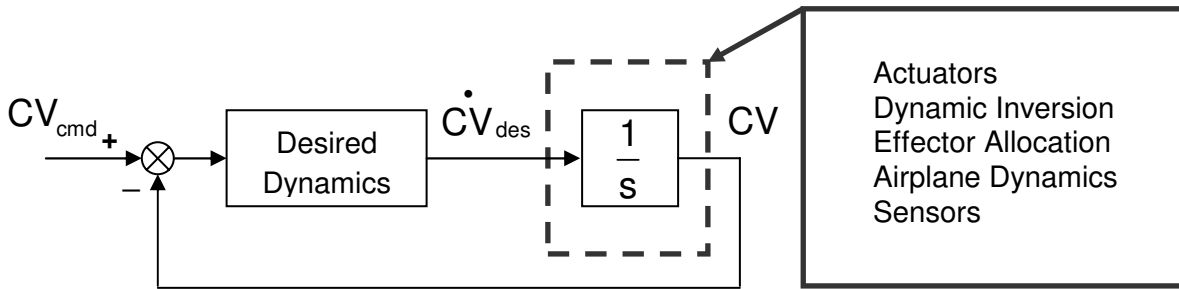 CV_cmd
+
−
Desired
Dynamics
ĊV_des
1
s
CV
Actuators
Dynamic Inversion
Effector Allocation
Airplane Dynamics
Sensors